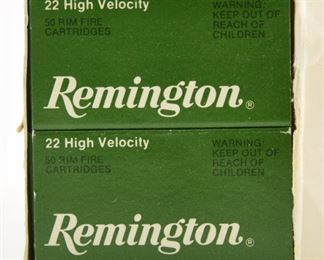 22 High Velocity
50 RIM FIRE
CARTRIDGES
WARNING:
KEEP OUT OF
REACH OF
CHILDREN
Remington®
22 High Velocity
50 RIM FIRE
CARTRIDGES
WARNING:
KEEP OUT OF
REACH OF
CHILDREN
Remington®